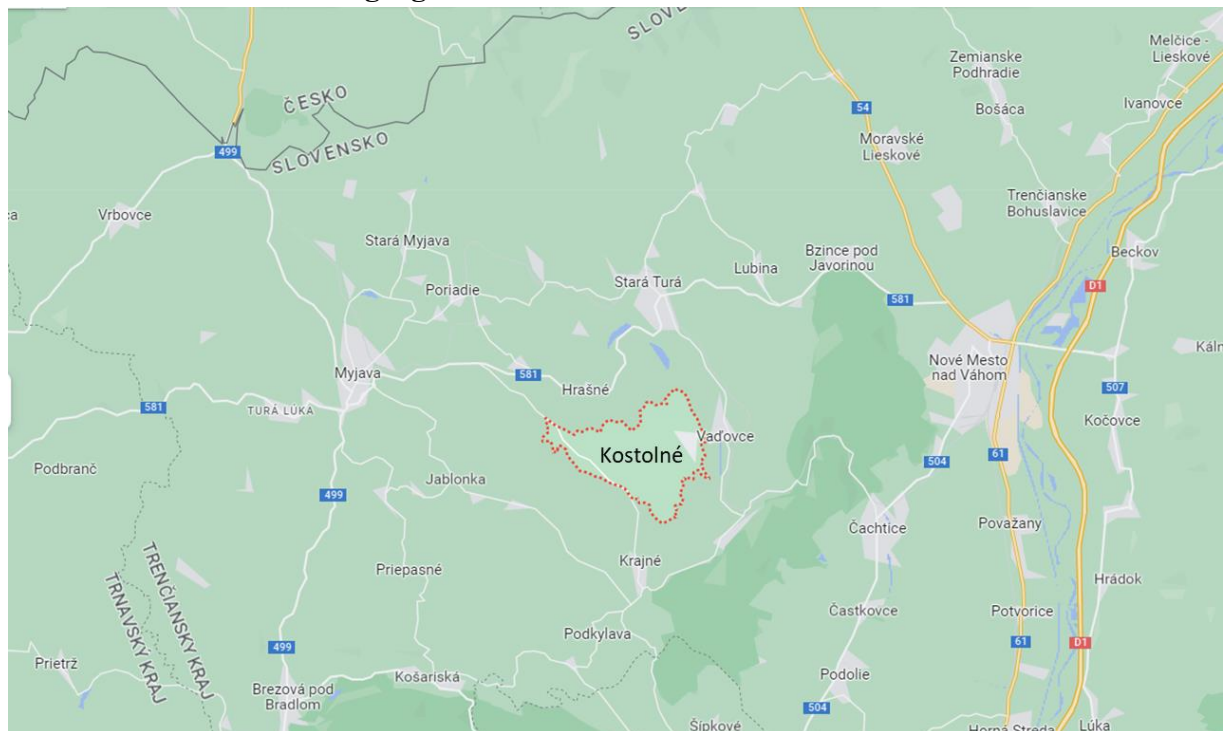 SLOVE
Melčice -
Lieskové
Zemianske
Podhradie
ČESKO
Ivanovce
54
Bošáca
SLOVENSKO
499
Moravské
Lieskové
Trenčianske
Bohuslavice
Vrbovce
Stará Myjava
Bzince pod
Javorinou
Beckov
Lubina
Stará Turá
Poriadie
D1
581
Nové Mesto
nad Váhom
Myjava
581
Hrašné
507
581
TURÁ LÚKA
Kočovce
Vaďovce
Kostolné
61
504
Podbranč
Jablonka
499
Čachtice
Považany
Krajné
Priepasné
Hrádok
TRENČIANSKY KRAJ
TRNAVSKÝ KRAJ
Častkovce
Potvorice
Podkylava
499
61
D1
Prietrž
Košariská
Podolie
Brezová pod
Bradlom
504
Šípkové
Horná Streda
Lúka